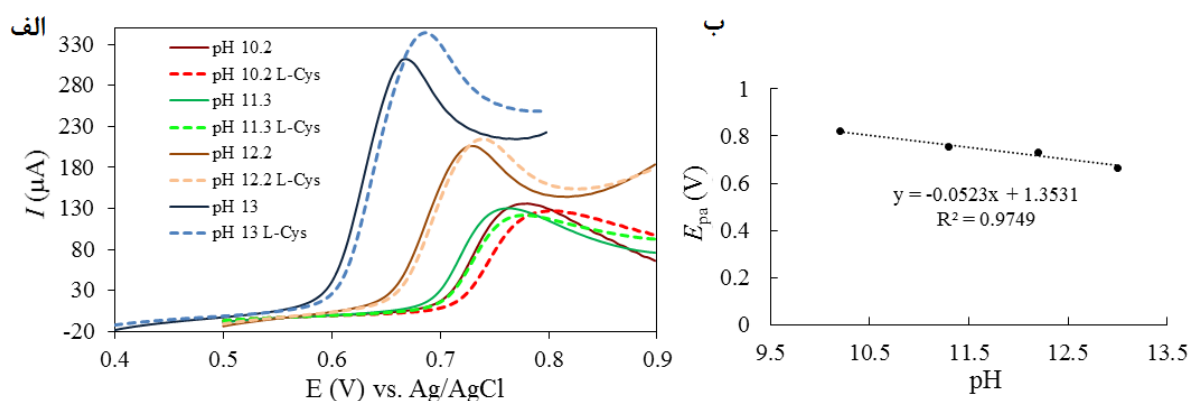 الف
330
280
230
180
130
80
30
-20
I (µA)
pH 10.2
pH 10.2 L-Cys
pH 11.3
pH 11.3 L-Cys
pH 12.2
pH 12.2 L-Cys
pH 13
pH 13 L-Cys
0.4 0.5 0.6 0.7 0.8 0.9
E (V) vs. Ag/AgCl
ب
1
0.8
0.6
0.4
0.2
0
Epa (V)
y = -0.0523x + 1.3531
R² = 0.9749
9.5 10.5 11.5 12.5 13.5
pH